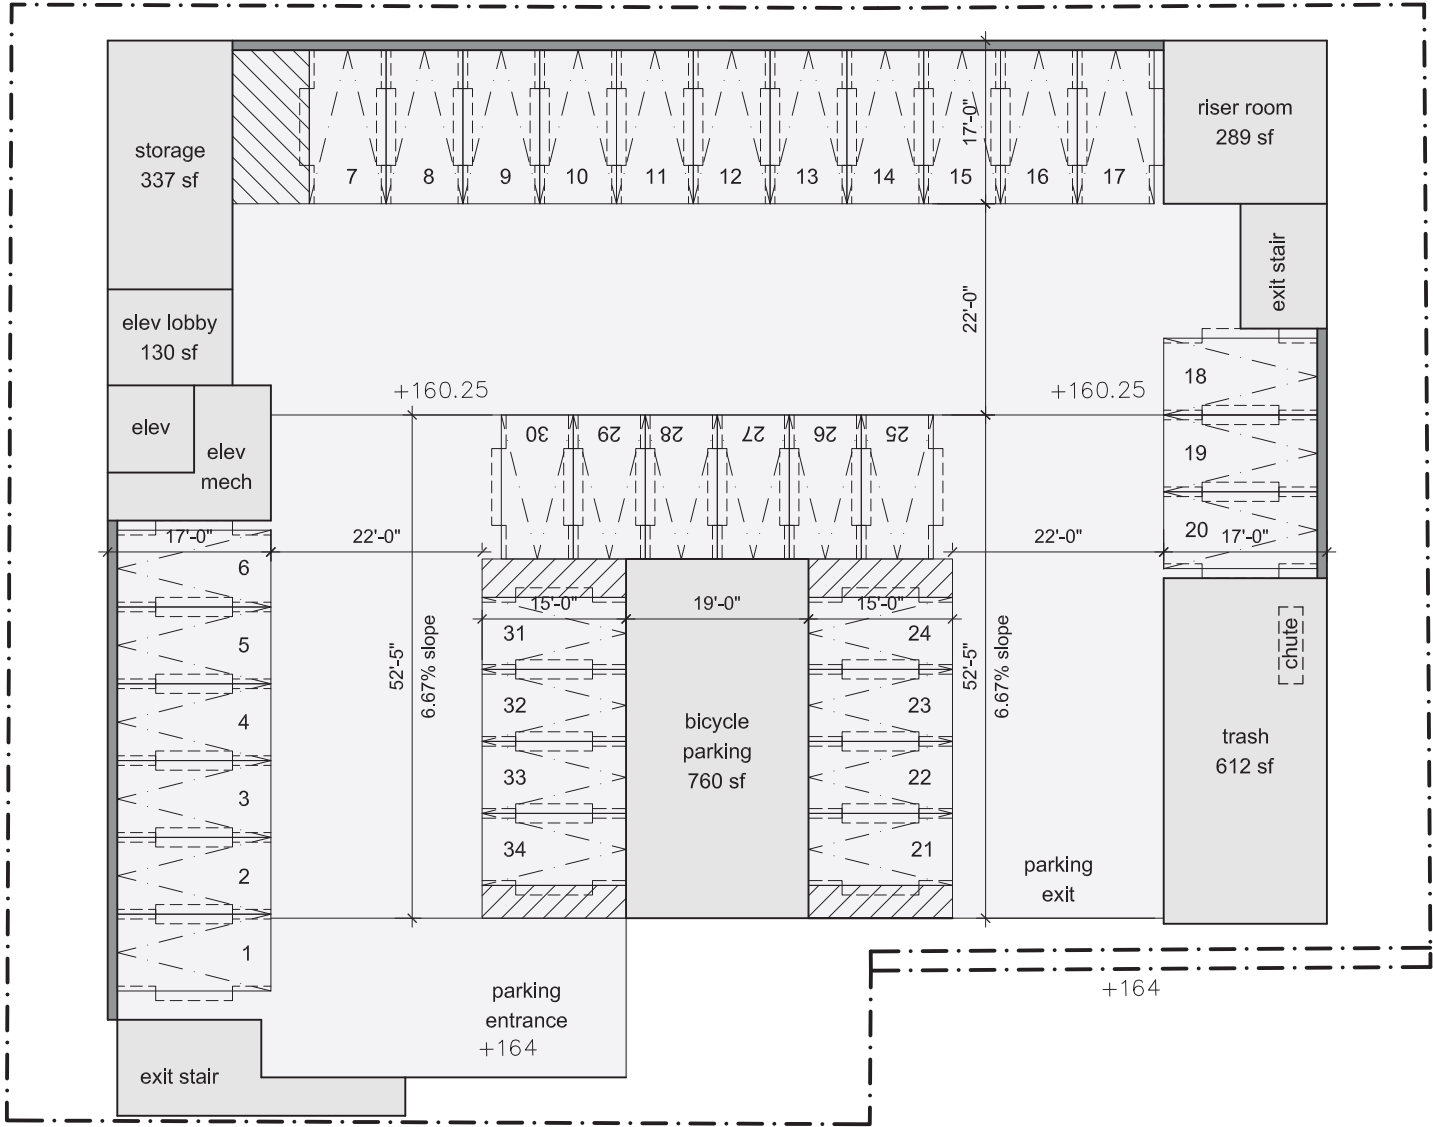 storage
337 sf
7 8 9 10 11 12 13 14 15 16 17
17'-0"
riser room
289 sf
exit stair
22'-0"
elev lobby
130 sf
+160.25
+160.25
elev
elev
mech
30 29 28 27 26 25
18
19
20
17'-0"
17'-0"
22'-0"
22'-0"
6
5
4
3
2
1
52'-5"
6.67% slope
15'-0"
19'-0"
15'-0"
31
32
33
34
bicycle
parking
760 sf
24
23
22
21
52'-5"
6.67% slope
chute
trash
612 sf
parking
exit
parking
entrance
+164
+164
exit stair